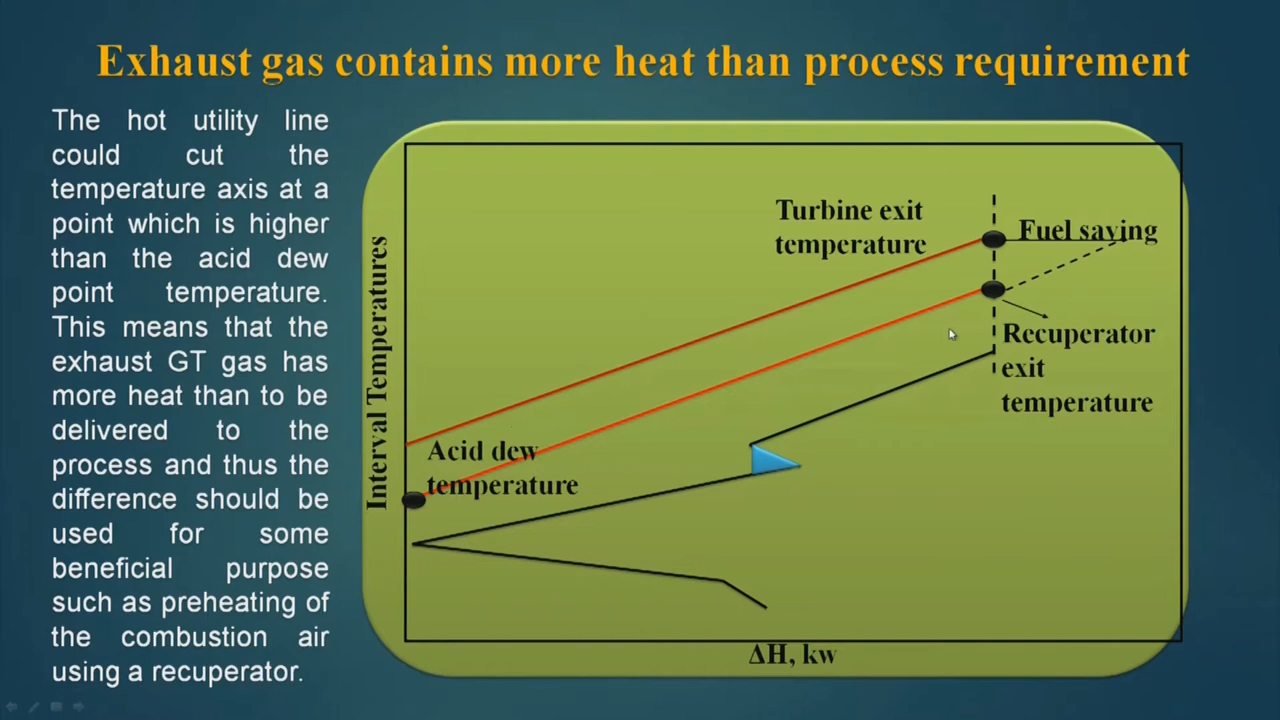 Exhaust gas contains more heat than process requirement
The hot utility line
could cut the
temperature axis at a
point which is higher
than the acid dew
point temperature.
This means that the
exhaust GT gas has
more heat than to be
delivered to the
process and thus the
difference should be
used for some
beneficial purpose
such as preheating of
the combustion air
using a recuperator.
Interval Temperatures
Turbine exit
temperature
Fuel saving
Recuperator
exit
temperature
Acid dew
temperature
ΔH, kw